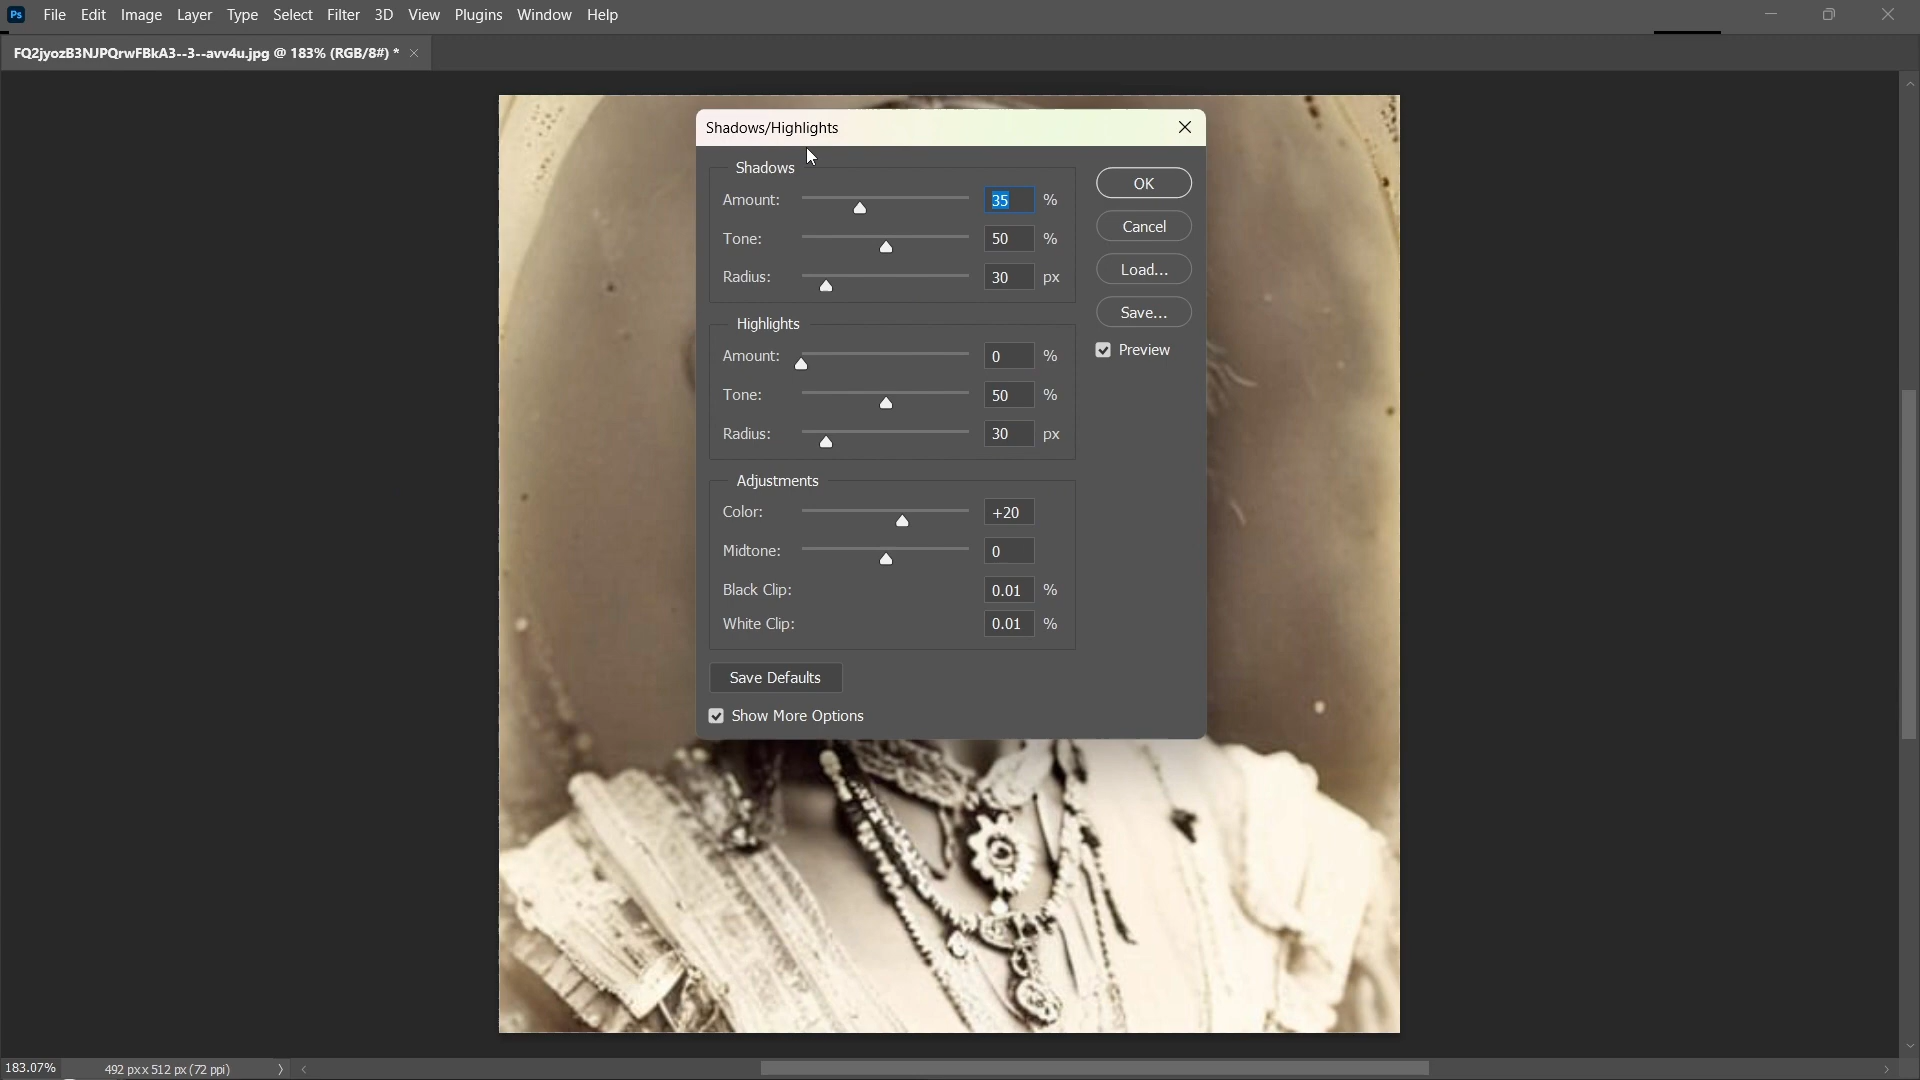 Ps File Edit Image Layer Type Select Filter 3D View Plugins Window Help
FQ2jyozB3NJPQrwFBkA3--3--avv4u.jpg @ 183% (RGB/8#) *
Shadows/Highlights
Shadows
Amount: 35 %
Tone: 50 %
Radius: 30 px
Highlights
Amount: 0 %
Tone: 50 %
Radius: 30 px
Adjustments
Color: +20
Midtone: 0
Black Clip: 0.01 %
White Clip: 0.01 %
Save Defaults
Show More Options
OK
Cancel
Load...
Save...
Preview
183.07% 492 px x 512 px (72 ppi)